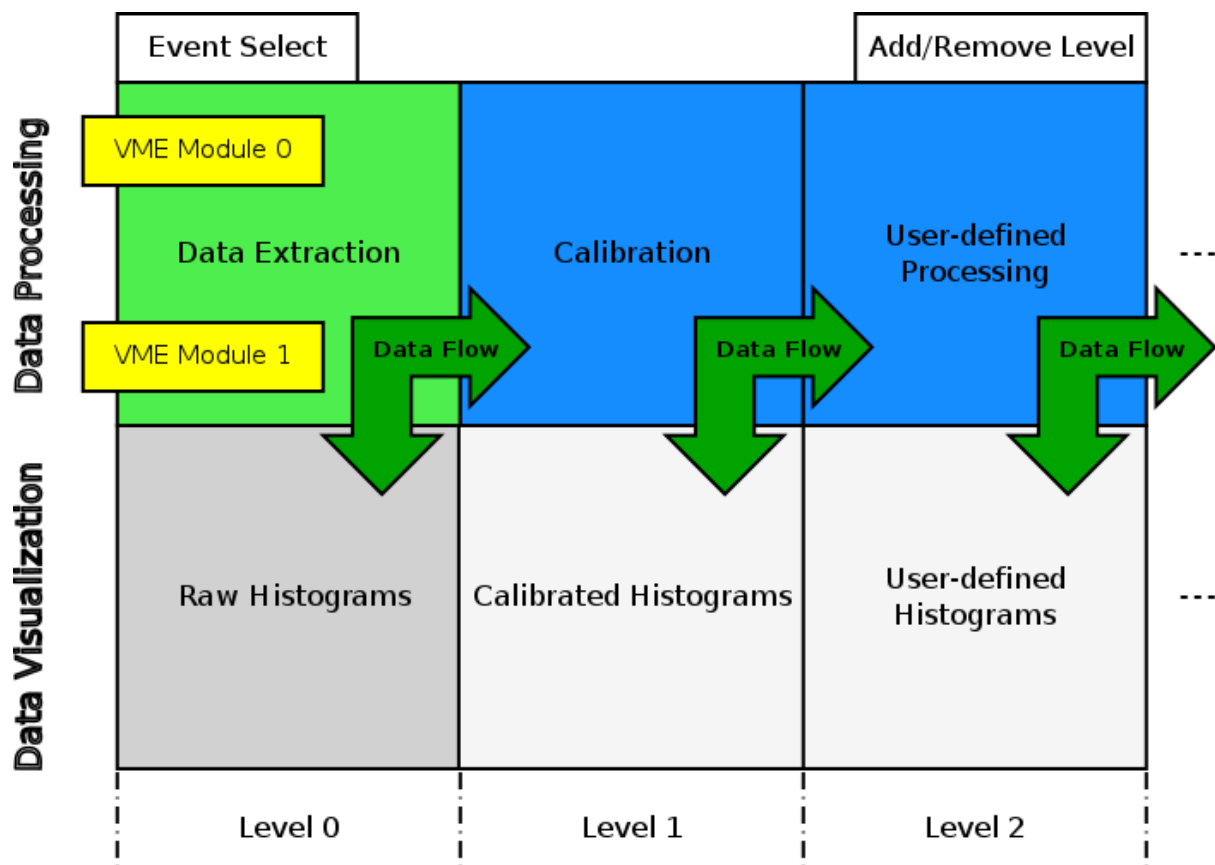 Event Select
Add/Remove Level
Data Processing
VME Module 0
Data Extraction
Calibration
User-defined
Processing
VME Module 1
Data Flow
Data Flow
Data Flow
Data Visualization
Raw Histograms
Calibrated Histograms
User-defined
Histograms
Level 0
Level 1
Level 2